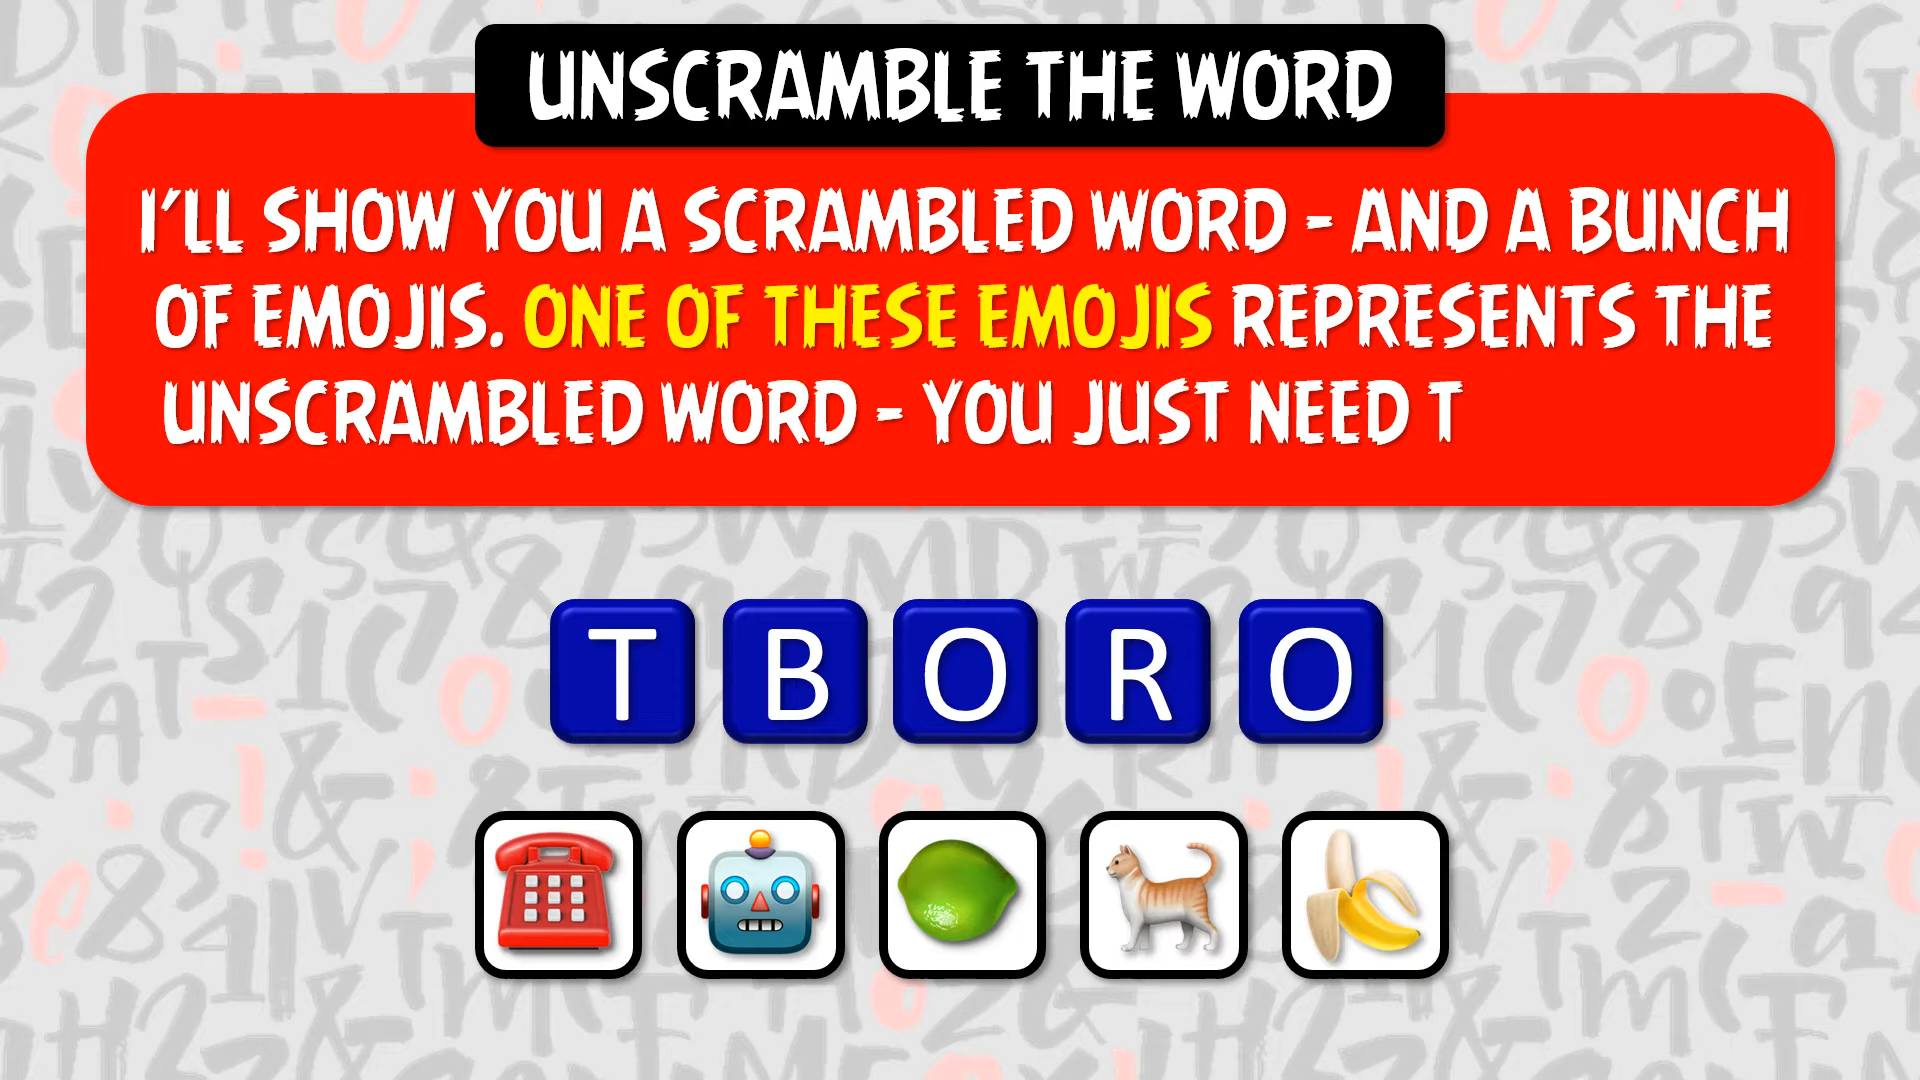 UNSCRAMBLE THE WORD
I'LL SHOW YOU A SCRAMBLED WORD - AND A BUNCH
OF EMOJIS. ONE OF THESE EMOJIS REPRESENTS THE
UNSCRAMBLED WORD - YOU JUST NEED T
T B O R O